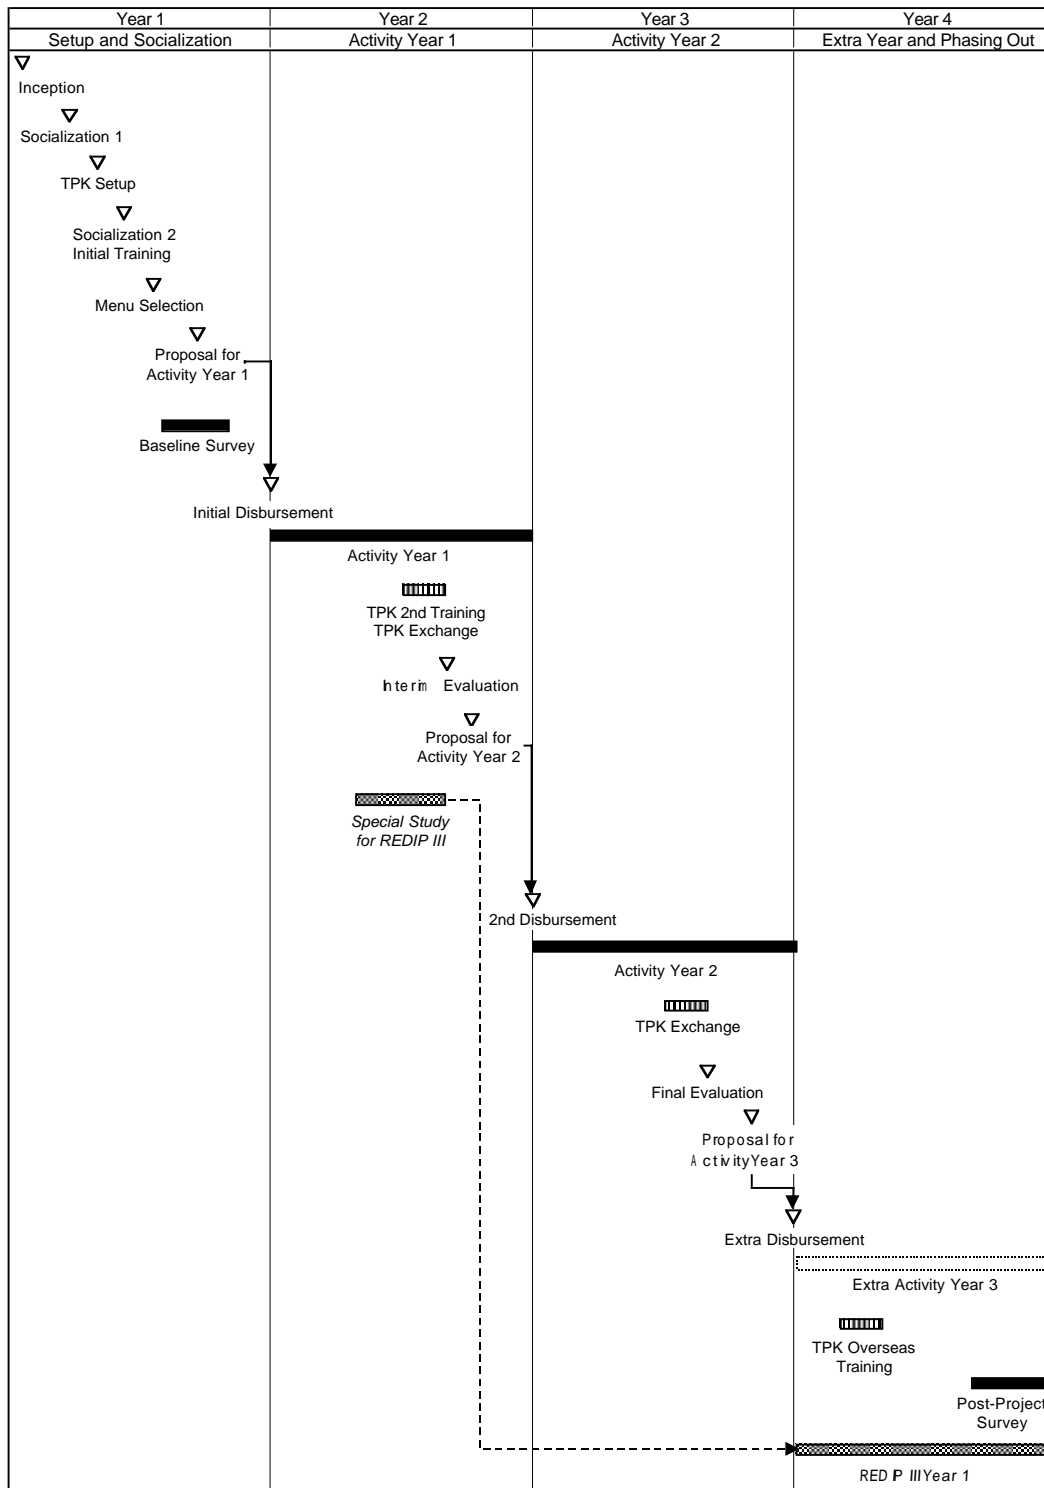 Year 1 Year 2 Year 3 Year 4
Setup and Socialization Activity Year 1 Activity Year 2 Extra Year and Phasing Out
Inception
Socialization 1
TPK Setup
Socialization 2
Initial Training
Menu Selection
Proposal for
Activity Year 1
Baseline Survey
Initial Disbursement
Activity Year 1
TPK 2nd Training
TPK Exchange
Interim Evaluation
Proposal for
Activity Year 2
Special Study
for REDIP III
2nd Disbursement
Activity Year 2
TPK Exchange
Final Evaluation
Proposal for
Activity Year 3
Extra Disbursement
Extra Activity Year 3
TPK Overseas
Training
Post-Project
Survey
REDIP III Year 1